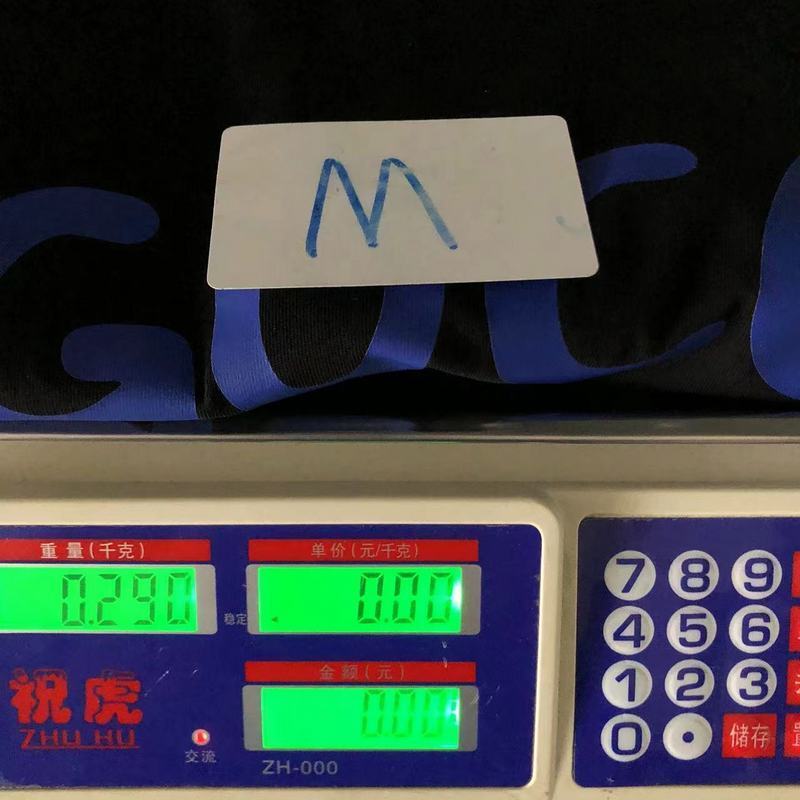 M
GUCC
重量(千克)
单价(元/千克)
0.290
稳定
0.00
金额(元)
0.00
祝虎
ZHU HU
交流
ZH-000
7 8 9
4 5 6
1 2 3
0 • 储存